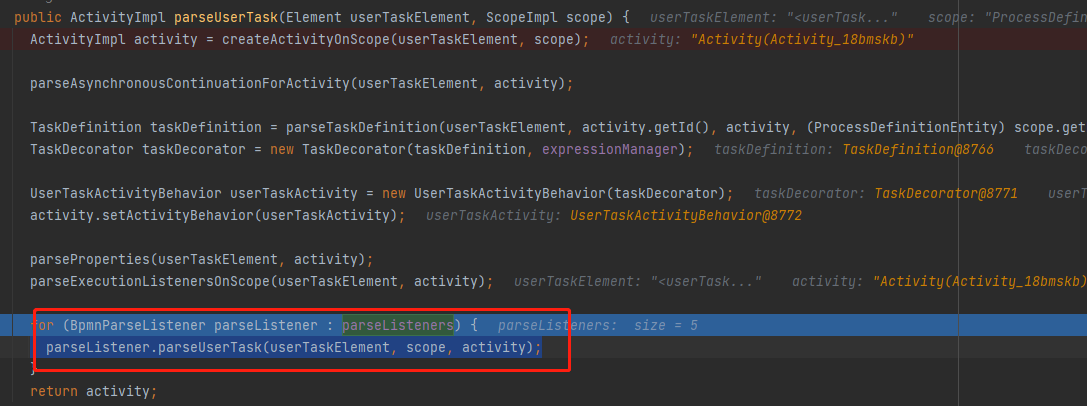 public ActivityImpl parseUserTask(Element userTaskElement, ScopeImpl scope) { userTaskElement: "<userTask..." scope: "ProcessDefin
ActivityImpl activity = createActivityOnScope(userTaskElement, scope); activity: "Activity(Activity_18bmskb)"
parseAsynchronousContinuationForActivity(userTaskElement, activity);
TaskDefinition taskDefinition = parseTaskDefinition(userTaskElement, activity.getId(), activity, (ProcessDefinitionEntity) scope.get
TaskDecorator taskDecorator = new TaskDecorator(taskDefinition, expressionManager); taskDefinition: TaskDefinition@8766 taskDeco
UserTaskActivityBehavior userTaskActivity = new UserTaskActivityBehavior(taskDecorator); taskDecorator: TaskDecorator@8771 userT
activity.setActivityBehavior(userTaskActivity); userTaskActivity: UserTaskActivityBehavior@8772
parseProperties(userTaskElement, activity);
parseExecutionListenersOnScope(userTaskElement, activity); userTaskElement: "<userTask..." activity: "Activity(Activity_18bmskb)
for (BpmnParseListener parseListener : parseListeners) { parseListeners: size = 5
parseListener.parseUserTask(userTaskElement, scope, activity);
}
return activity;